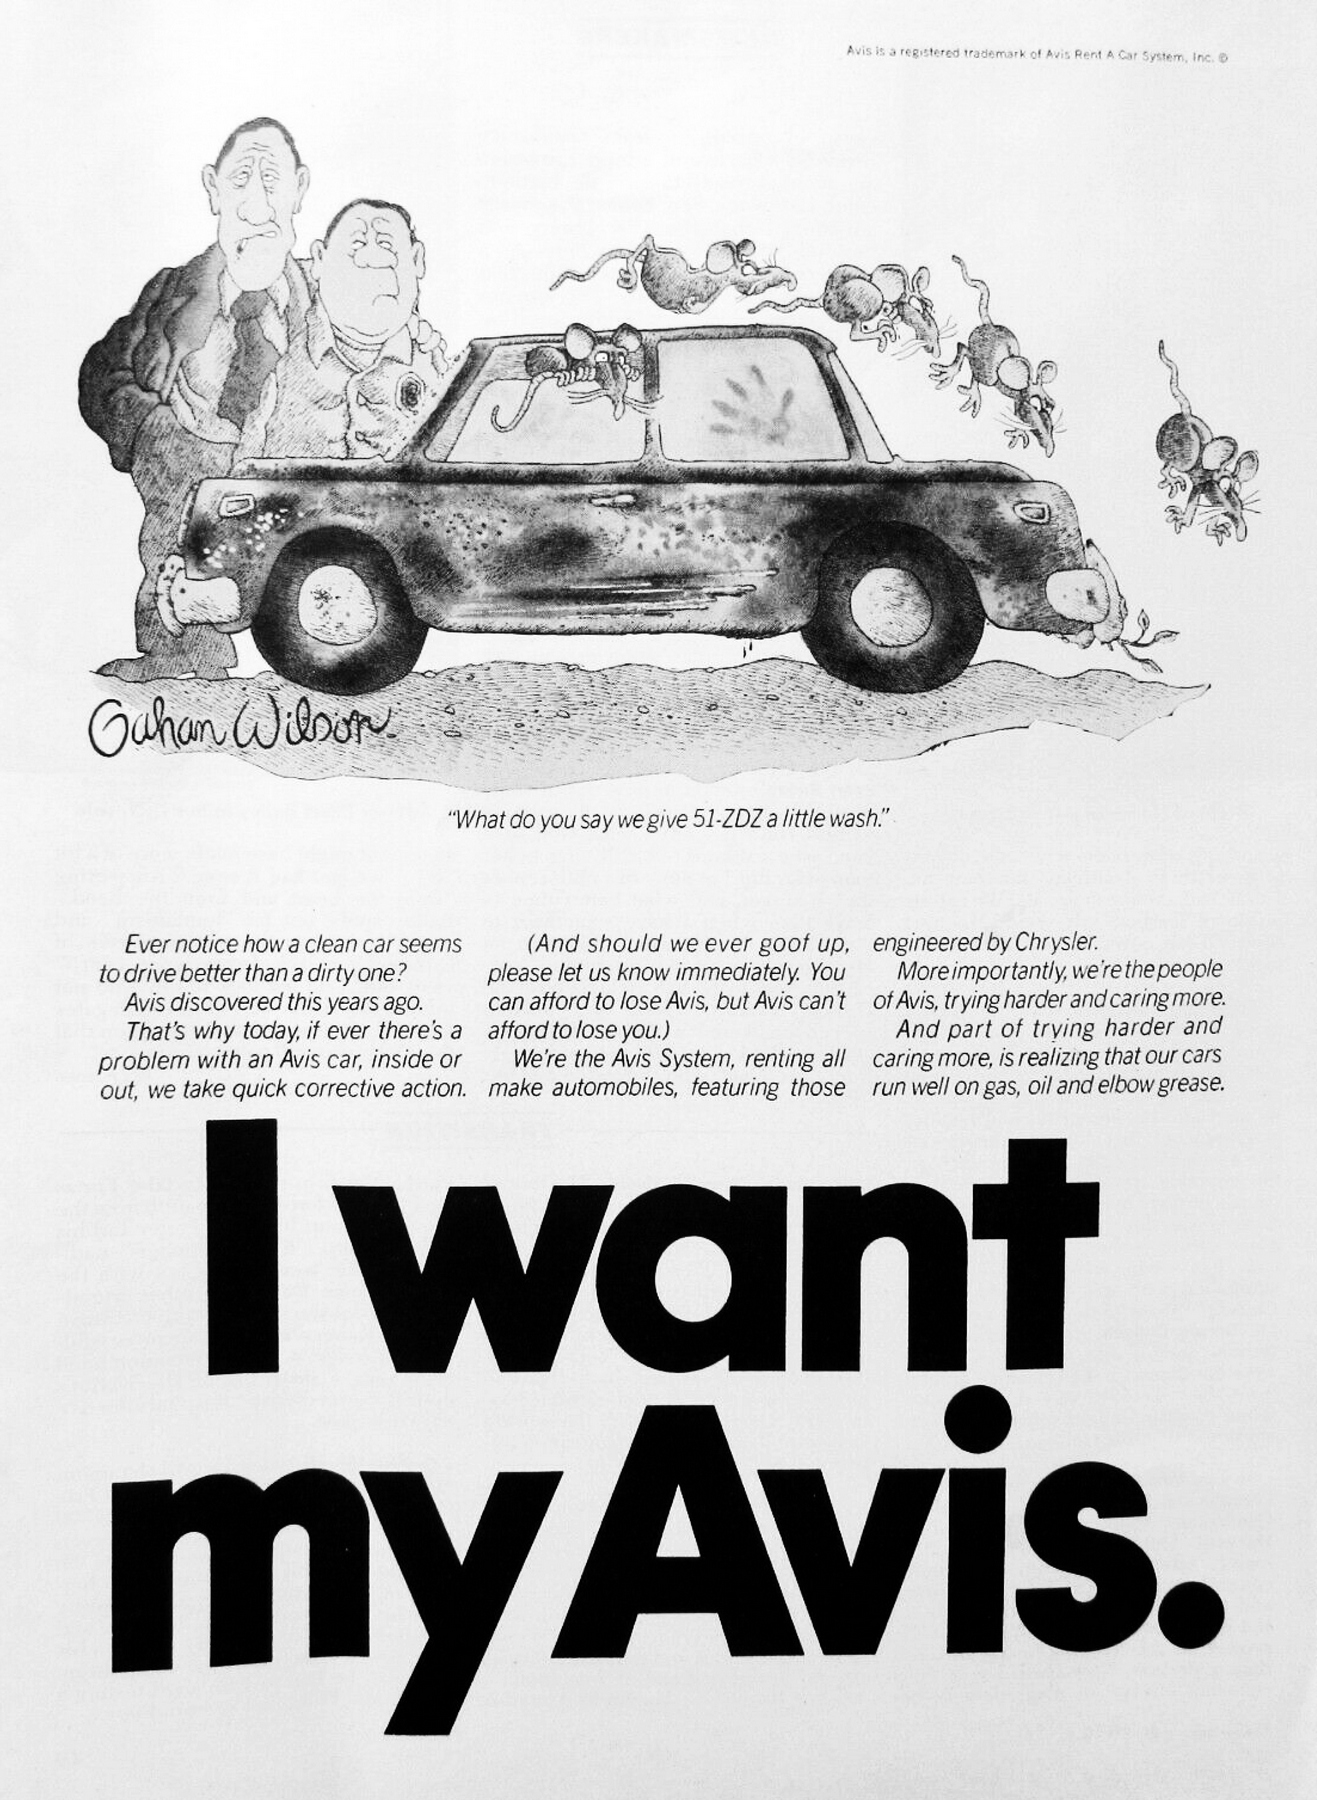 Avis is a registered trademark of Avis Rent A Car System, Inc. ©
Gahan Wilson.
“What do you say we give 51-ZDZ a little wash.”
Ever notice how a clean car seems
to drive better than a dirty one?
Avis discovered this years ago.
That’s why today, if ever there’s a
problem with an Avis car, inside or
out, we take quick corrective action.
(And should we ever goof up,
please let us know immediately. You
can afford to lose Avis, but Avis can’t
afford to lose you.)
We’re the Avis System, renting all
make automobiles, featuring those
engineered by Chrysler.
More importantly, we’re the people
of Avis, trying harder and caring more.
And part of trying harder and
caring more, is realizing that our cars
run well on gas, oil and elbow grease.
I want
my Avis.